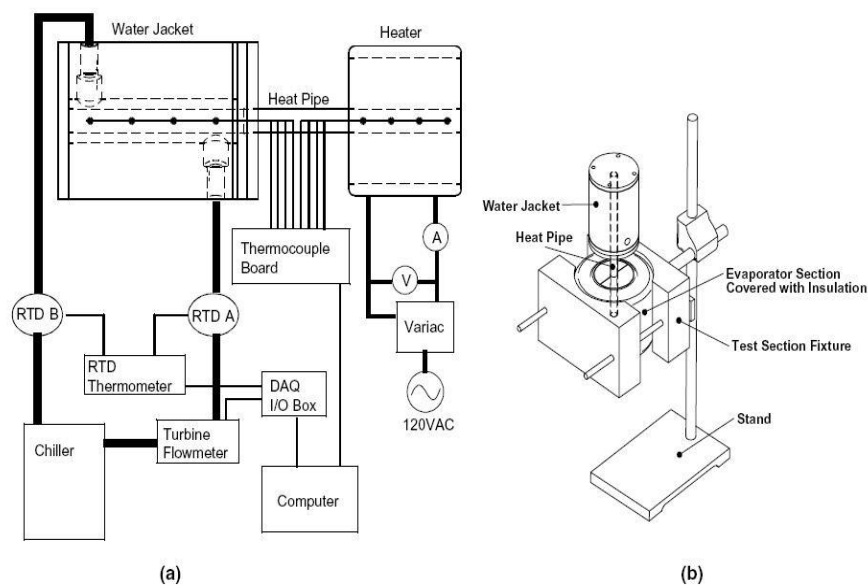 Water Jacket
Heater
Heat Pipe
A
Thermocouple
Board
V
RTD B
RTD A
Variac
RTD
Thermometer
DAQ
I/O Box
120VAC
Chiller
Turbine
Flowmeter
Computer
(a)
Water Jacket
Heat Pipe
Evaporator Section
Covered with Insulation
Test Section Fixture
Stand
(b)